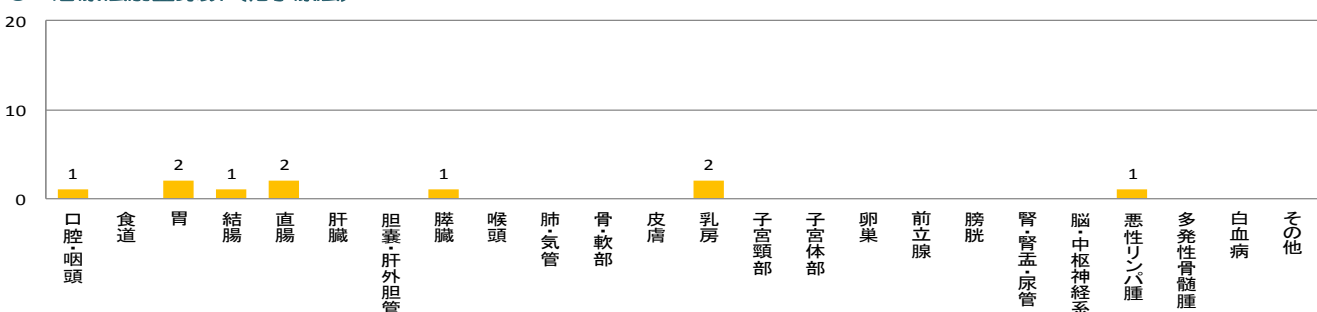 20
10
0
1
2
1
2
1
2
1
口腔・咽頭
食道
胃
結腸
直腸
肝臓
胆嚢・肝外胆管
膵臓
喉頭
肺・気管
骨・軟部
皮膚
乳房
子宮頸部
子宮体部
卵巣
前立腺
膀胱
腎・腎盂・尿管
脳・中枢神経系
悪性リンパ腫
多発性骨髄腫
白血病
その他